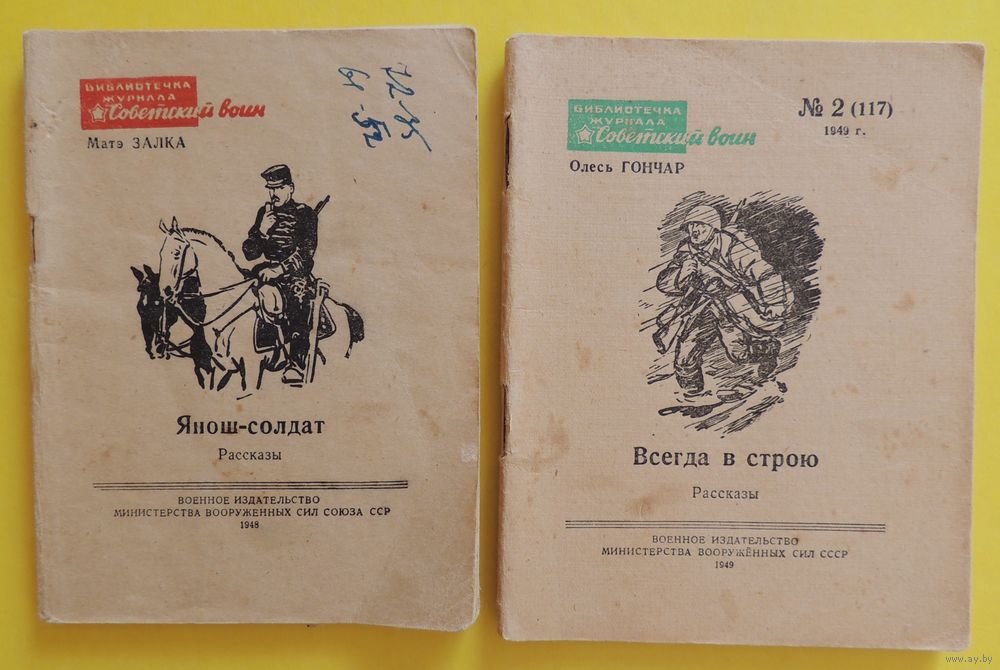 БИБЛИОТЕЧКА
ЖУРНАЛА
Советский воин
Матэ ЗАЛКА
Янош-солдат
Рассказы
ВОЕННОЕ ИЗДАТЕЛЬСТВО
МИНИСТЕРСТВА ВООРУЖЕННЫХ СИЛ СОЮЗА ССР
1948
БИБЛИОТЕЧКА
ЖУРНАЛА
Советский воин
№ 2 (117)
1949 г.
Олесь ГОНЧАР
Всегда в строю
Рассказы
ВОЕННОЕ ИЗДАТЕЛЬСТВО
МИНИСТЕРСТВА ВООРУЖЁННЫХ СИЛ СССР
1949
www.ay.by